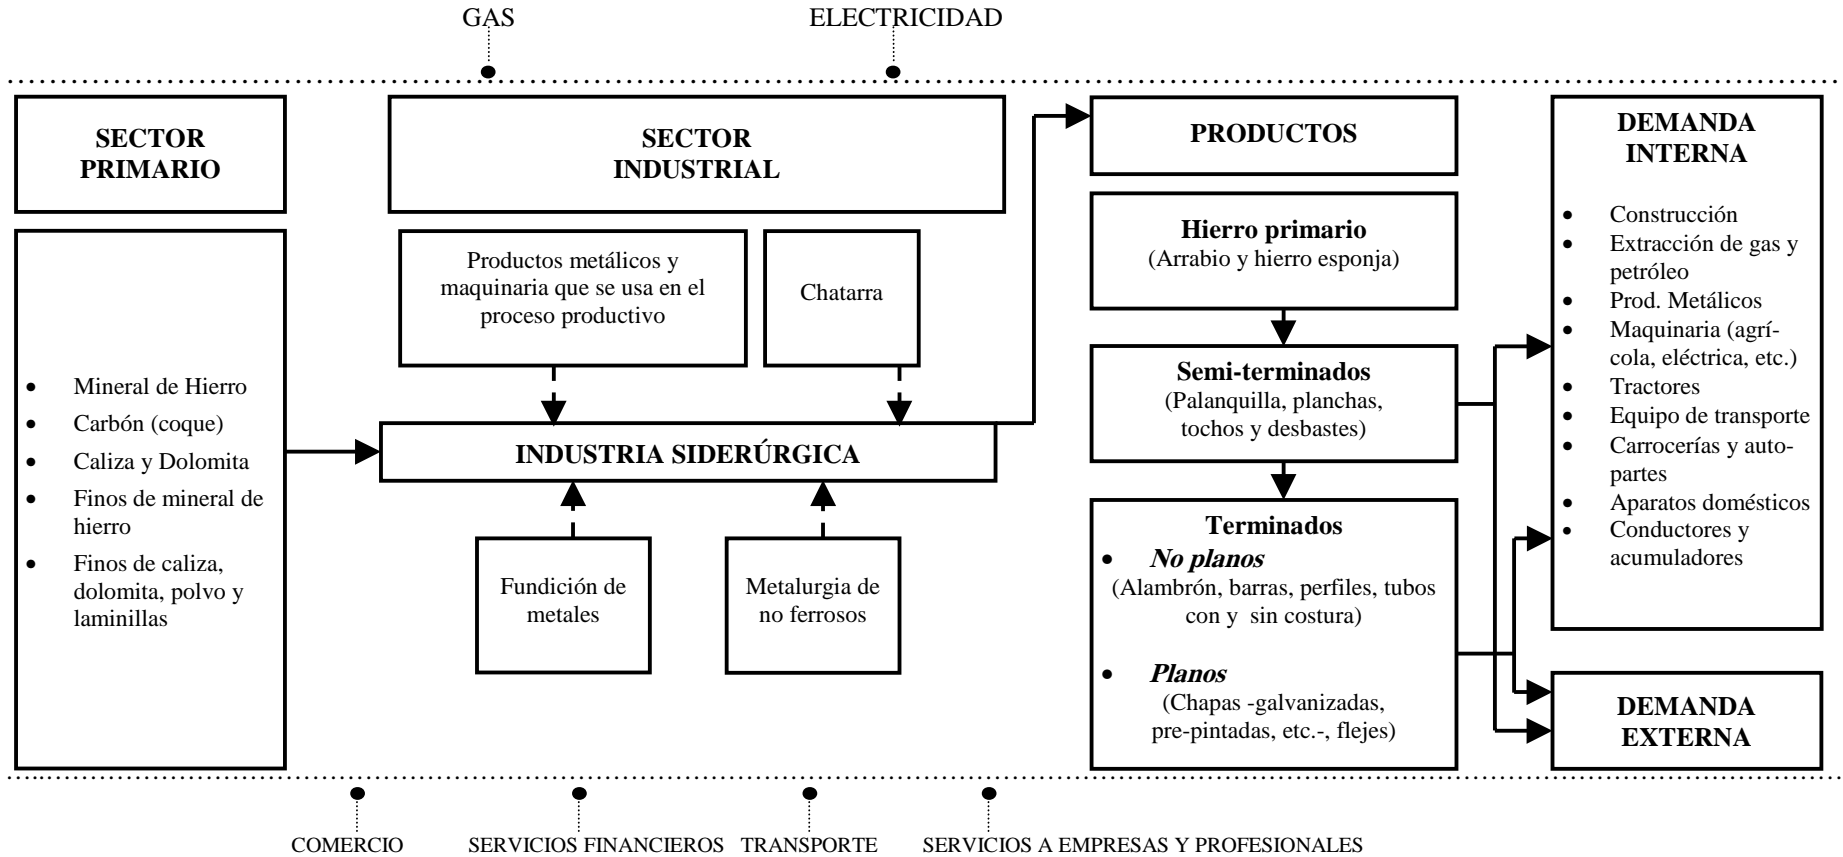 GAS
ELECTRICIDAD
SECTOR
PRIMARIO
SECTOR
INDUSTRIAL
PRODUCTOS
DEMANDA
INTERNA
• Mineral de Hierro
• Carbón (coque)
• Caliza y Dolomita
• Finos de mineral de
hierro
• Finos de caliza,
dolomita, polvo y
laminillas
Productos metálicos y
maquinaria que se usa en el
proceso productivo
Chatarra
INDUSTRIA SIDERÚRGICA
Fundición de
metales
Metalurgia de
no ferrosos
Hierro primario
(Arrabio y hierro esponja)
Semi-terminados
(Palanquilla, planchas,
tochos y desbastes)
Terminados
• No planos
(Alambrón, barras, perfiles, tubos
con y sin costura)
• Planos
(Chapas -galvanizadas,
pre-pintadas, etc.-, flejes)
• Construcción
• Extracción de gas y
petróleo
• Prod. Metálicos
• Maquinaria (agrí-
cola, eléctrica, etc.)
• Tractores
• Equipo de transporte
• Carrocerías y auto-
partes
• Aparatos domésticos
• Conductores y
acumuladores
DEMANDA
EXTERNA
COMERCIO
SERVICIOS FINANCIEROS
TRANSPORTE
SERVICIOS A EMPRESAS Y PROFESIONALES